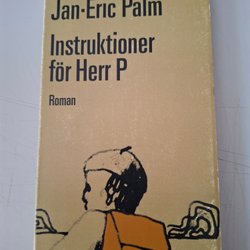 Jan-Eric Palm
Instruktioner
för Herr P
Roman